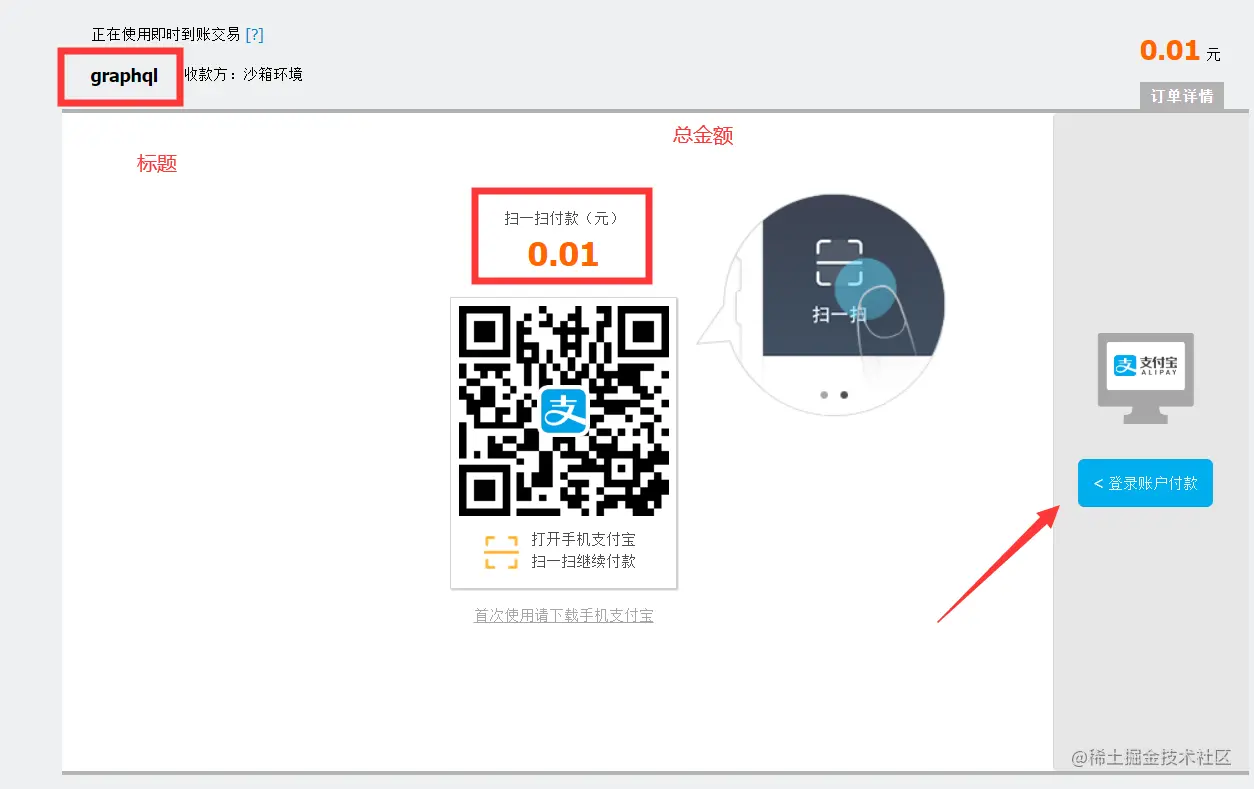 正在使用即时到账交易 [?]
graphql 收款方：沙箱环境
0.01 元
订单详情
标题
总金额
扫一扫付款（元）
0.01
扫一扫
支
支 支付宝
ALIPAY
< 登录账户付款
打开手机支付宝
扫一扫继续付款
首次使用请下载手机支付宝
@稀土掘金技术社区